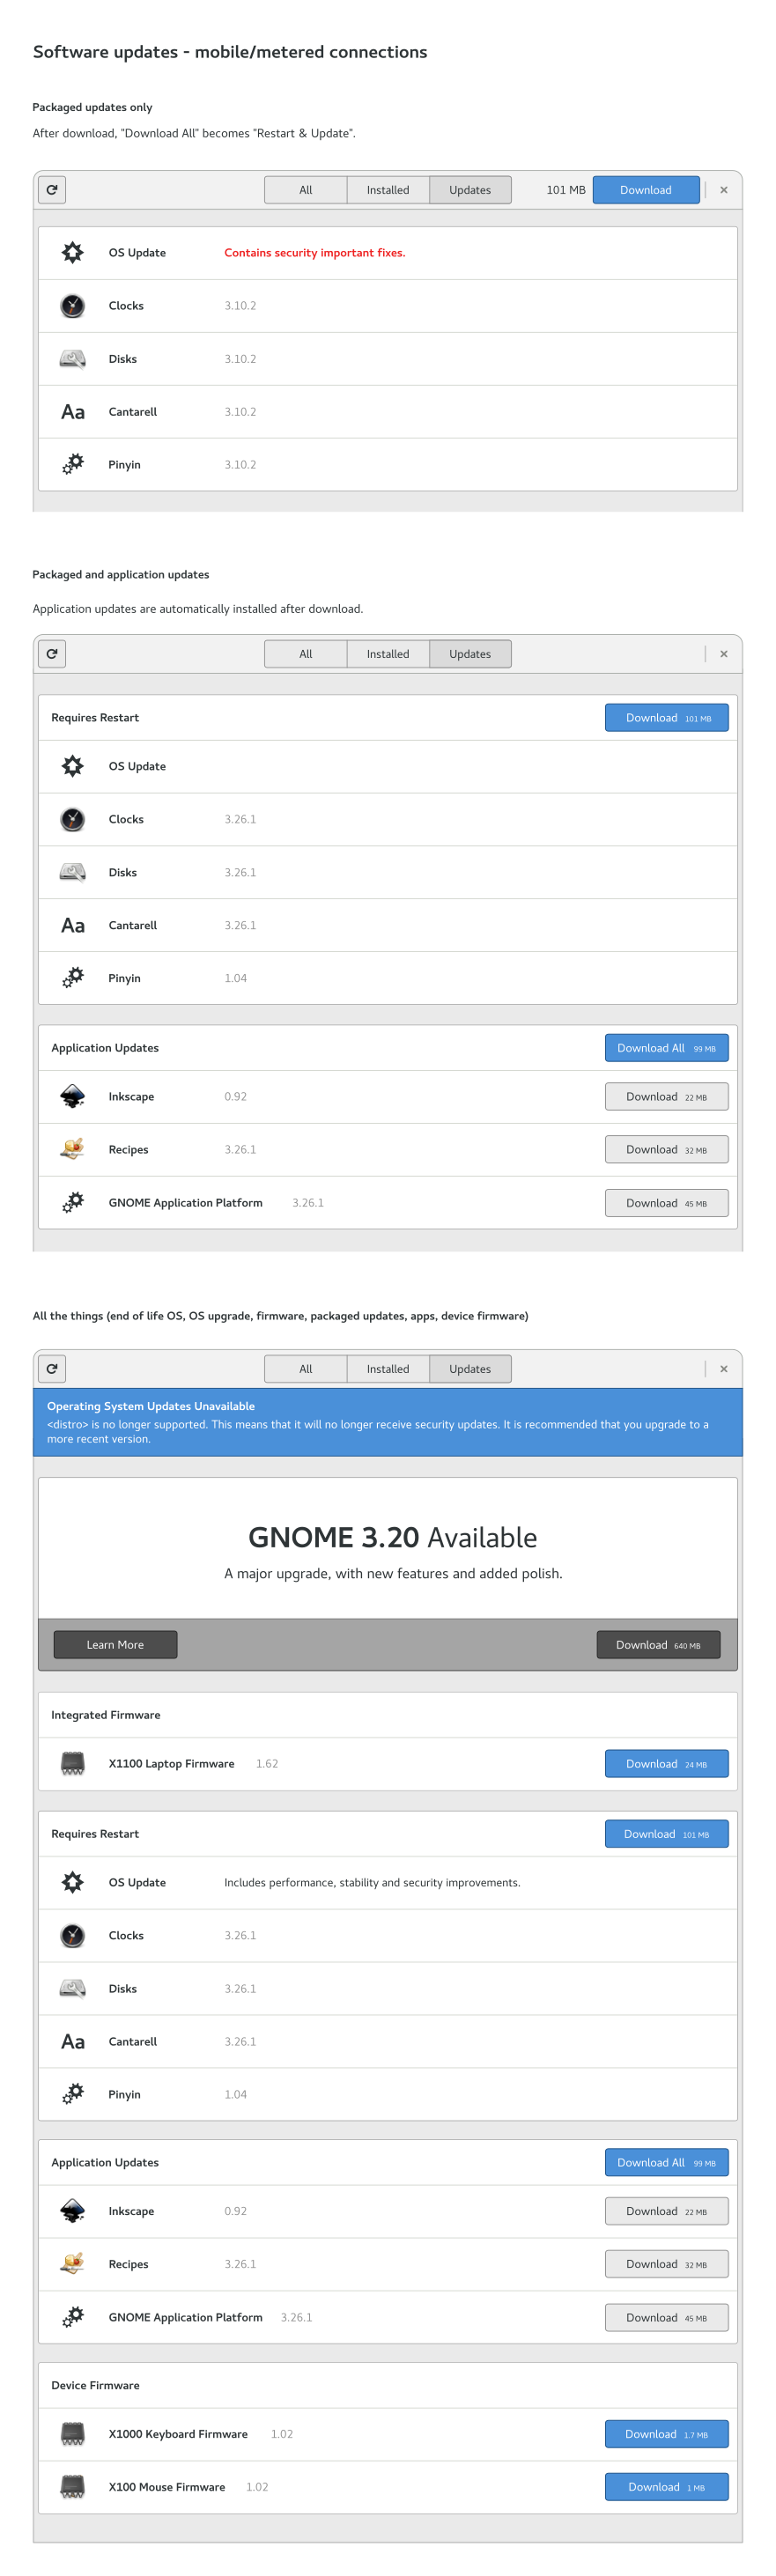 Software updates - mobile/metered connections
Packaged updates only
After download, "Download All" becomes "Restart & Update".
All Installed Updates 101 MB Download
OS Update Contains security important fixes.
Clocks 3.10.2
Disks 3.10.2
Aa Cantarell 3.10.2
Pinyin 3.10.2
Packaged and application updates
Application updates are automatically installed after download.
All Installed Updates
Requires Restart Download 101 MB
OS Update
Clocks 3.26.1
Disks 3.26.1
Aa Cantarell 3.26.1
Pinyin 1.04
Application Updates Download All 99 MB
Inkscape 0.92 Download 22 MB
Recipes 3.26.1 Download 32 MB
GNOME Application Platform 3.26.1 Download 45 MB
All the things (end of life OS, OS upgrade, firmware, packaged updates, apps, device firmware)
All Installed Updates
Operating System Updates Unavailable
<distro> is no longer supported. This means that it will no longer receive security updates. It is recommended that you upgrade to a
more recent version.
GNOME 3.20 Available
A major upgrade, with new features and added polish.
Learn More Download 640 MB
Integrated Firmware
X1100 Laptop Firmware 1.62 Download 24 MB
Requires Restart Download 101 MB
OS Update Includes performance, stability and security improvements.
Clocks 3.26.1
Disks 3.26.1
Aa Cantarell 3.26.1
Pinyin 1.04
Application Updates Download All 99 MB
Inkscape 0.92 Download 22 MB
Recipes 3.26.1 Download 32 MB
GNOME Application Platform 3.26.1 Download 45 MB
Device Firmware
X1000 Keyboard Firmware 1.02 Download 1.7 MB
X100 Mouse Firmware 1.02 Download 1 MB